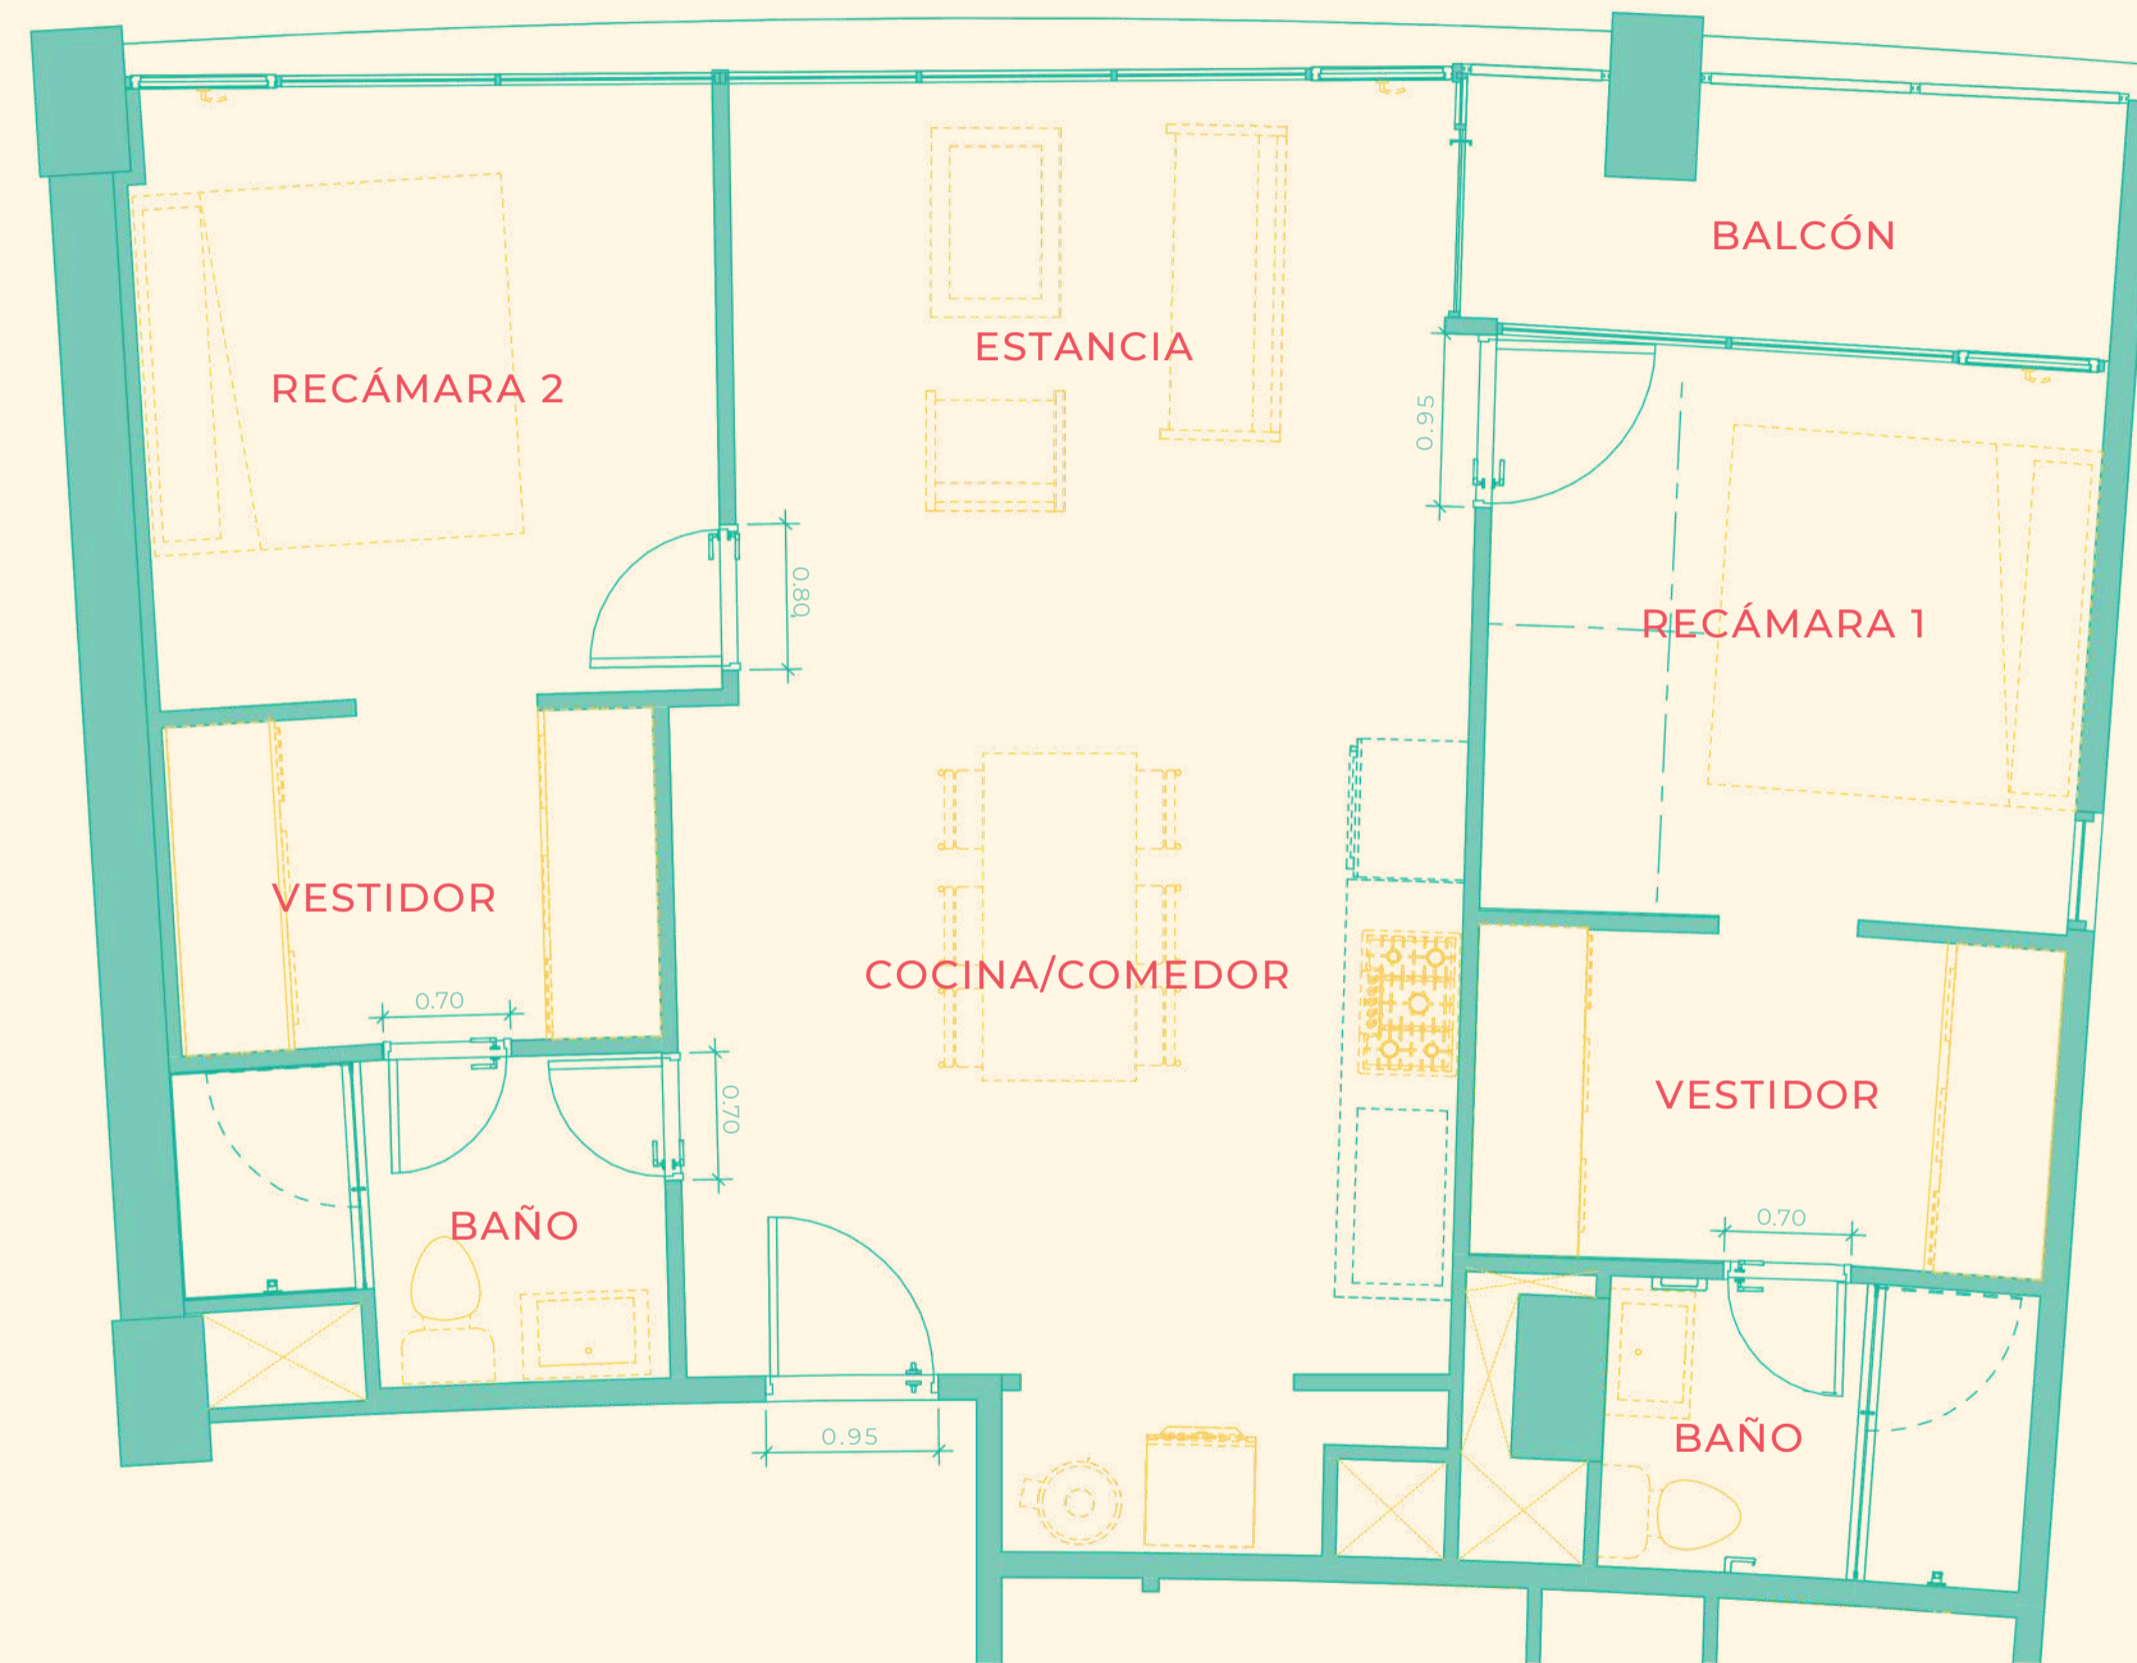 BALCÓN
ESTANCIA
RECÁMARA 2
0.95
0.80
RECÁMARA 1
VESTIDOR
COCINA/COMEDOR
0.70
VESTIDOR
0.70
BAÑO
0.70
0.95
BAÑO